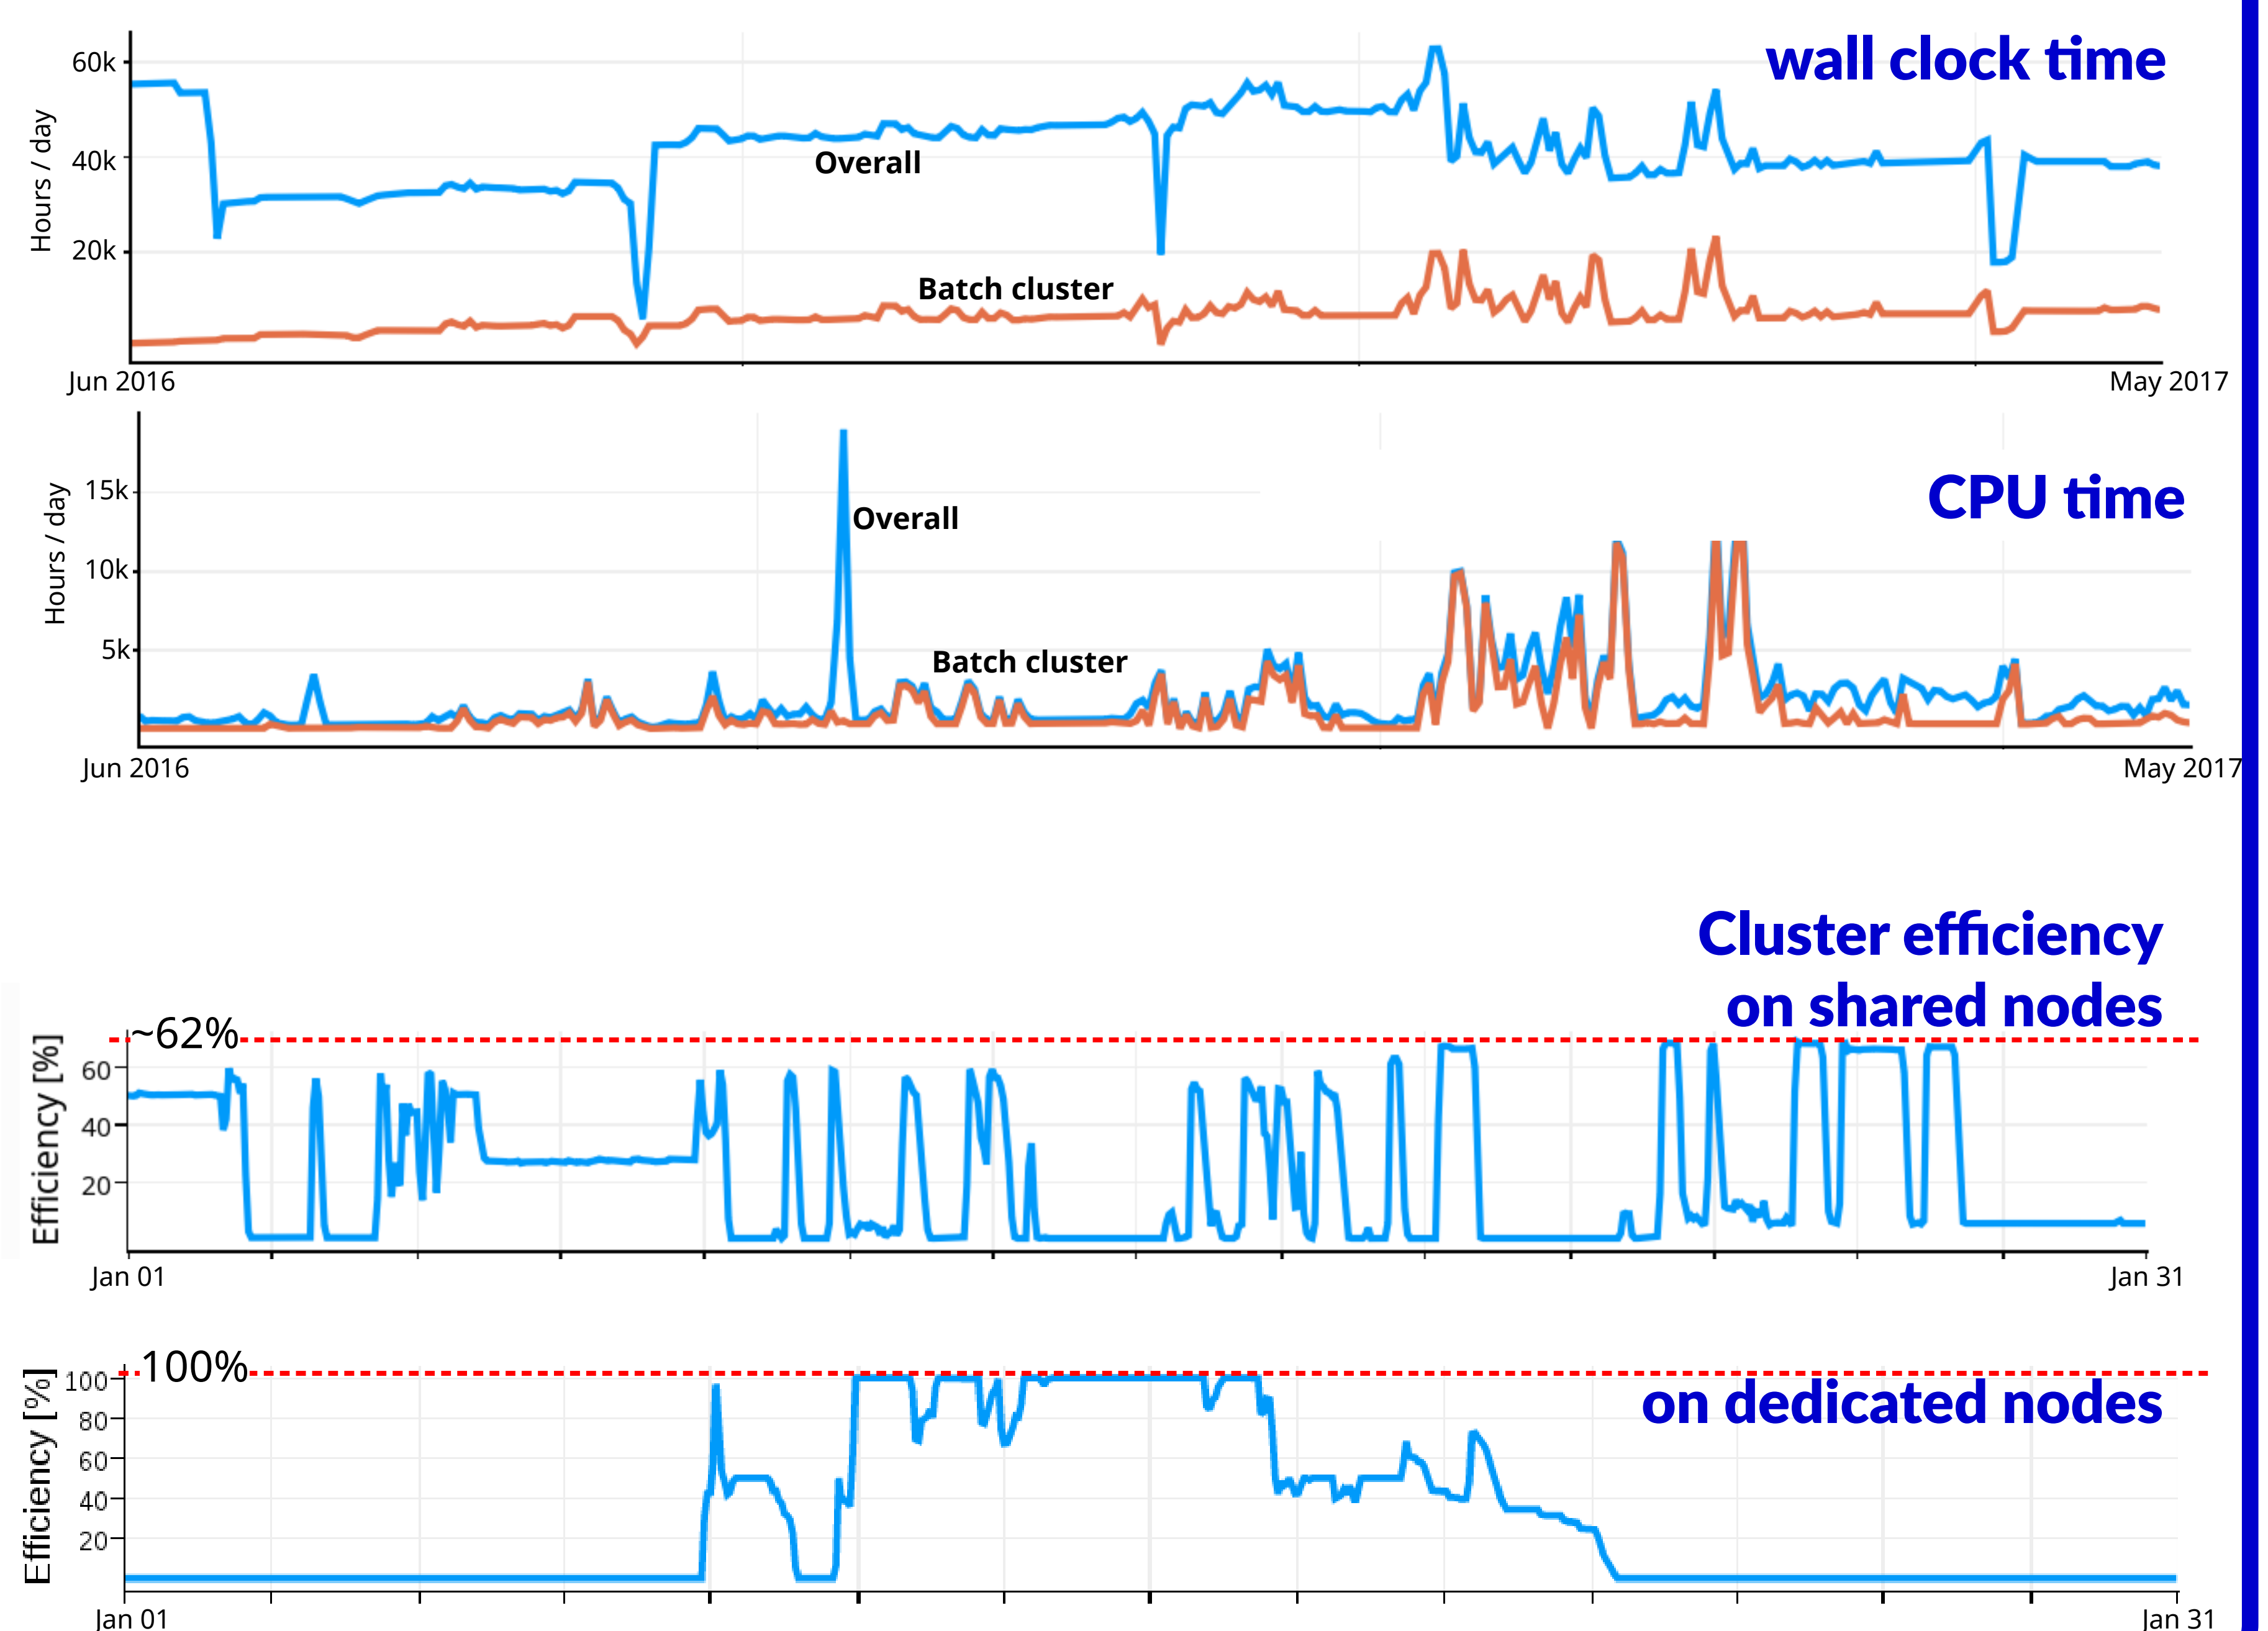 wall clock time
60k
40k
20k
Hours / day
Overall
Batch cluster
Jun 2016
May 2017
CPU time
15k
10k
5k
Hours / day
Overall
Batch cluster
Jun 2016
May 2017
Cluster efficiency
on shared nodes
~62%
60
40
20
Efficiency [%]
Jan 01
Jan 31
100%
on dedicated nodes
100
80
60
40
20
Efficiency [%]
Jan 01
Jan 31